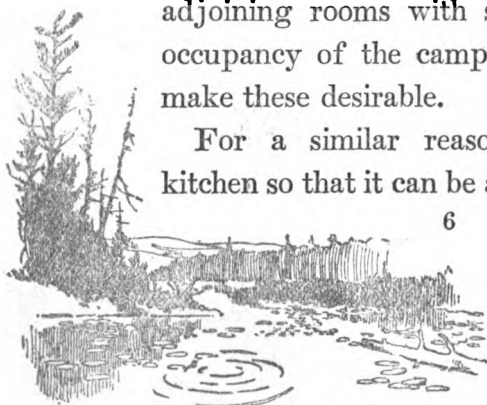 adjoining rooms with
occupancy of the camp
make these desirable.
For a similar
kitchen so that it can be
6